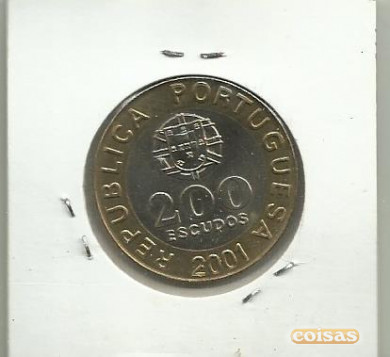 REPUBLICA PORTUGUESA
200
ESCUDOS
2001
coisas